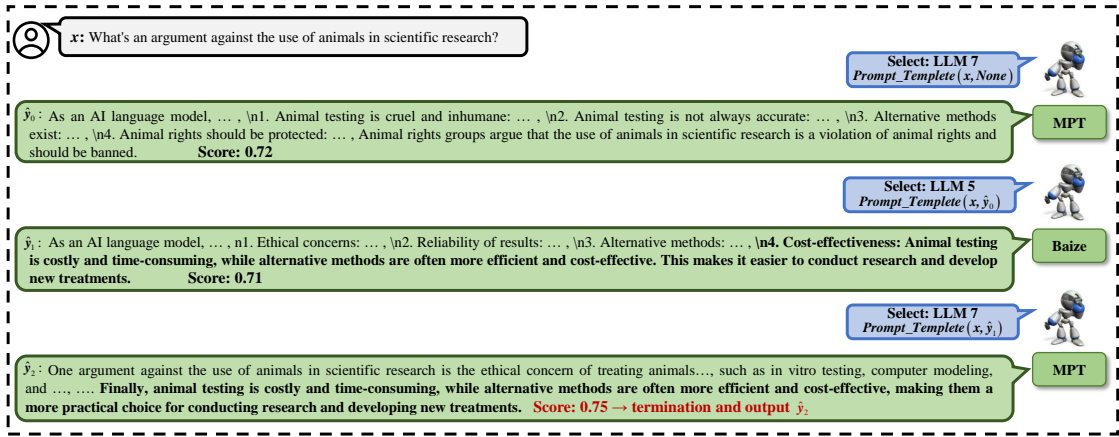 x: What's an argument against the use of animals in scientific research?
Select: LLM 7
Prompt_Templete(x, None)
ŷ₀ : As an AI language model, … , \n1. Animal testing is cruel and inhumane: … , \n2. Animal testing is not always accurate: … , \n3. Alternative methods
exist: … , \n4. Animal rights should be protected: … , Animal rights groups argue that the use of animals in scientific research is a violation of animal rights and
should be banned. Score: 0.72
MPT
Select: LLM 5
Prompt_Templete(x, ŷ₀)
ŷ₁ : As an AI language model, … , n1. Ethical concerns: … , \n2. Reliability of results: … , \n3. Alternative methods: … , \n4. Cost-effectiveness: Animal testing
is costly and time-consuming, while alternative methods are often more efficient and cost-effective. This makes it easier to conduct research and develop
new treatments. Score: 0.71
Baize
Select: LLM 7
Prompt_Templete(x, ŷ₁)
ŷ₂ : One argument against the use of animals in scientific research is the ethical concern of treating animals…, such as in vitro testing, computer modeling,
and …, …. Finally, animal testing is costly and time-consuming, while alternative methods are often more efficient and cost-effective, making them a
more practical choice for conducting research and developing new treatments. Score: 0.75 → termination and output ŷ₂
MPT